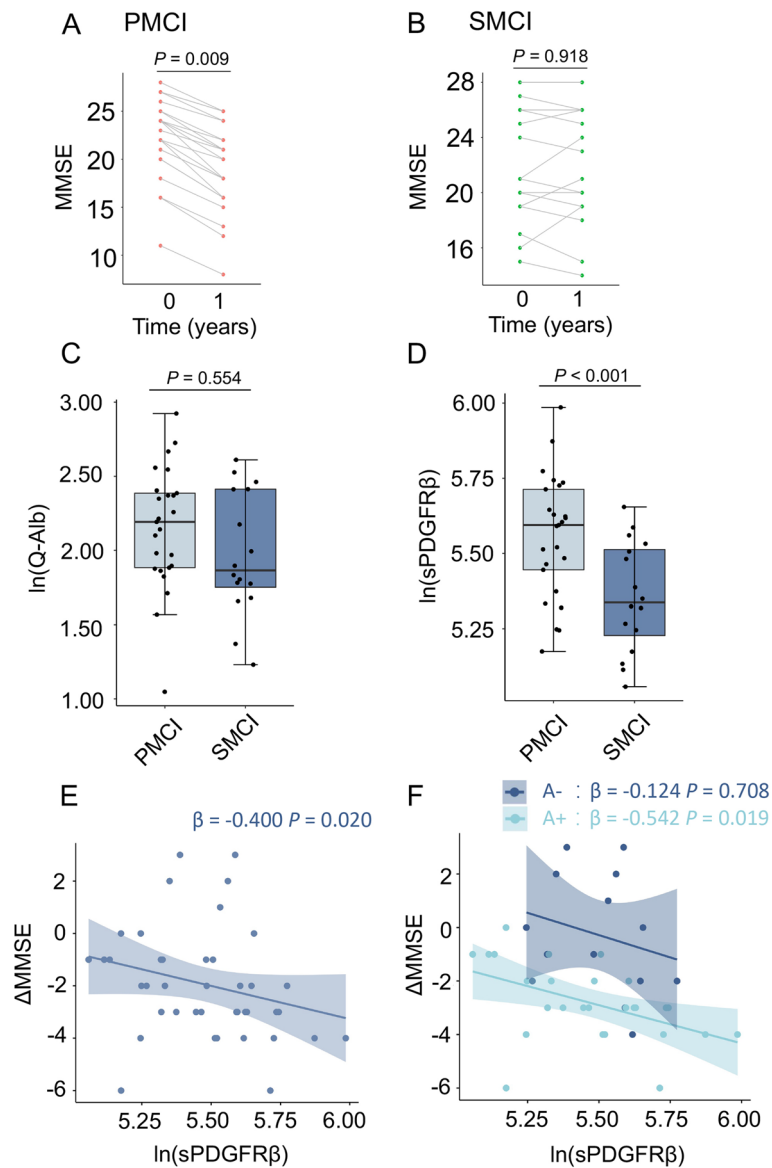 A PMCI
P = 0.009
MMSE
25
20
15
10
0 1
Time (years)
B SMCI
P = 0.918
MMSE
28
24
20
16
0 1
Time (years)
C
P = 0.554
ln(Q-Alb)
3.00
2.50
2.00
1.50
1.00
PMCI SMCI
D
P < 0.001
ln(sPDGFRβ)
6.00
5.75
5.50
5.25
PMCI SMCI
E
β = -0.400 P = 0.020
ΔMMSE
2
0
-2
-4
-6
5.25 5.50 5.75 6.00
ln(sPDGFRβ)
F
A- : β = -0.124 P = 0.708
A+ : β = -0.542 P = 0.019
ΔMMSE
2
0
-2
-4
-6
5.25 5.50 5.75 6.00
ln(sPDGFRβ)